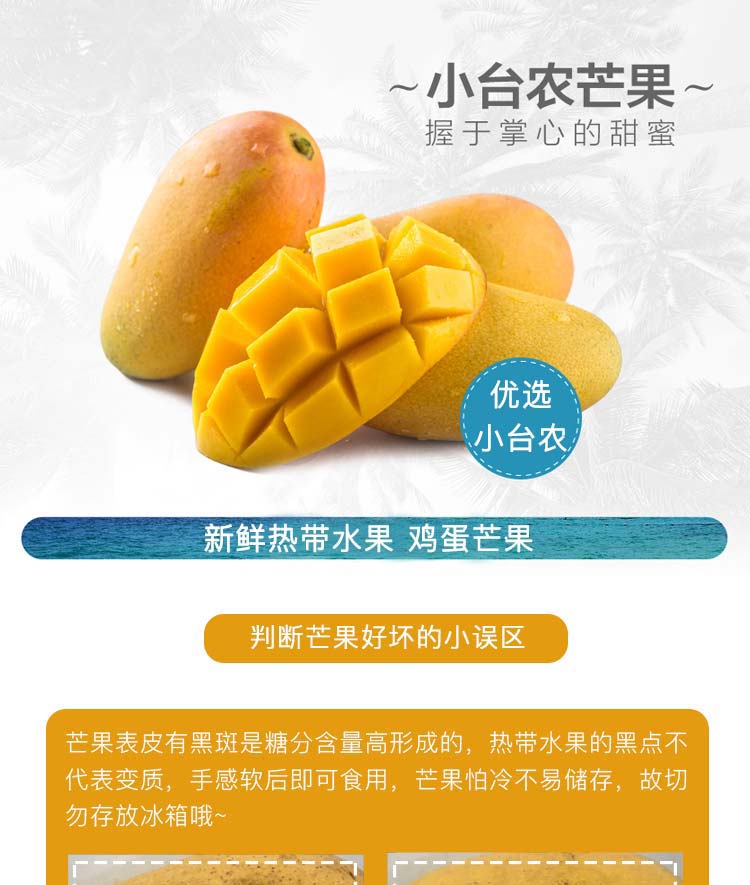 ~小台农芒果~
握于掌心的甜蜜
优选
小台农
新鲜热带水果 鸡蛋芒果
判断芒果好坏的小误区
芒果表皮有黑斑是糖分含量高形成的，热带水果的黑点不
代表变质，手感软后即可食用，芒果怕冷不易储存，故切
勿存放冰箱哦~